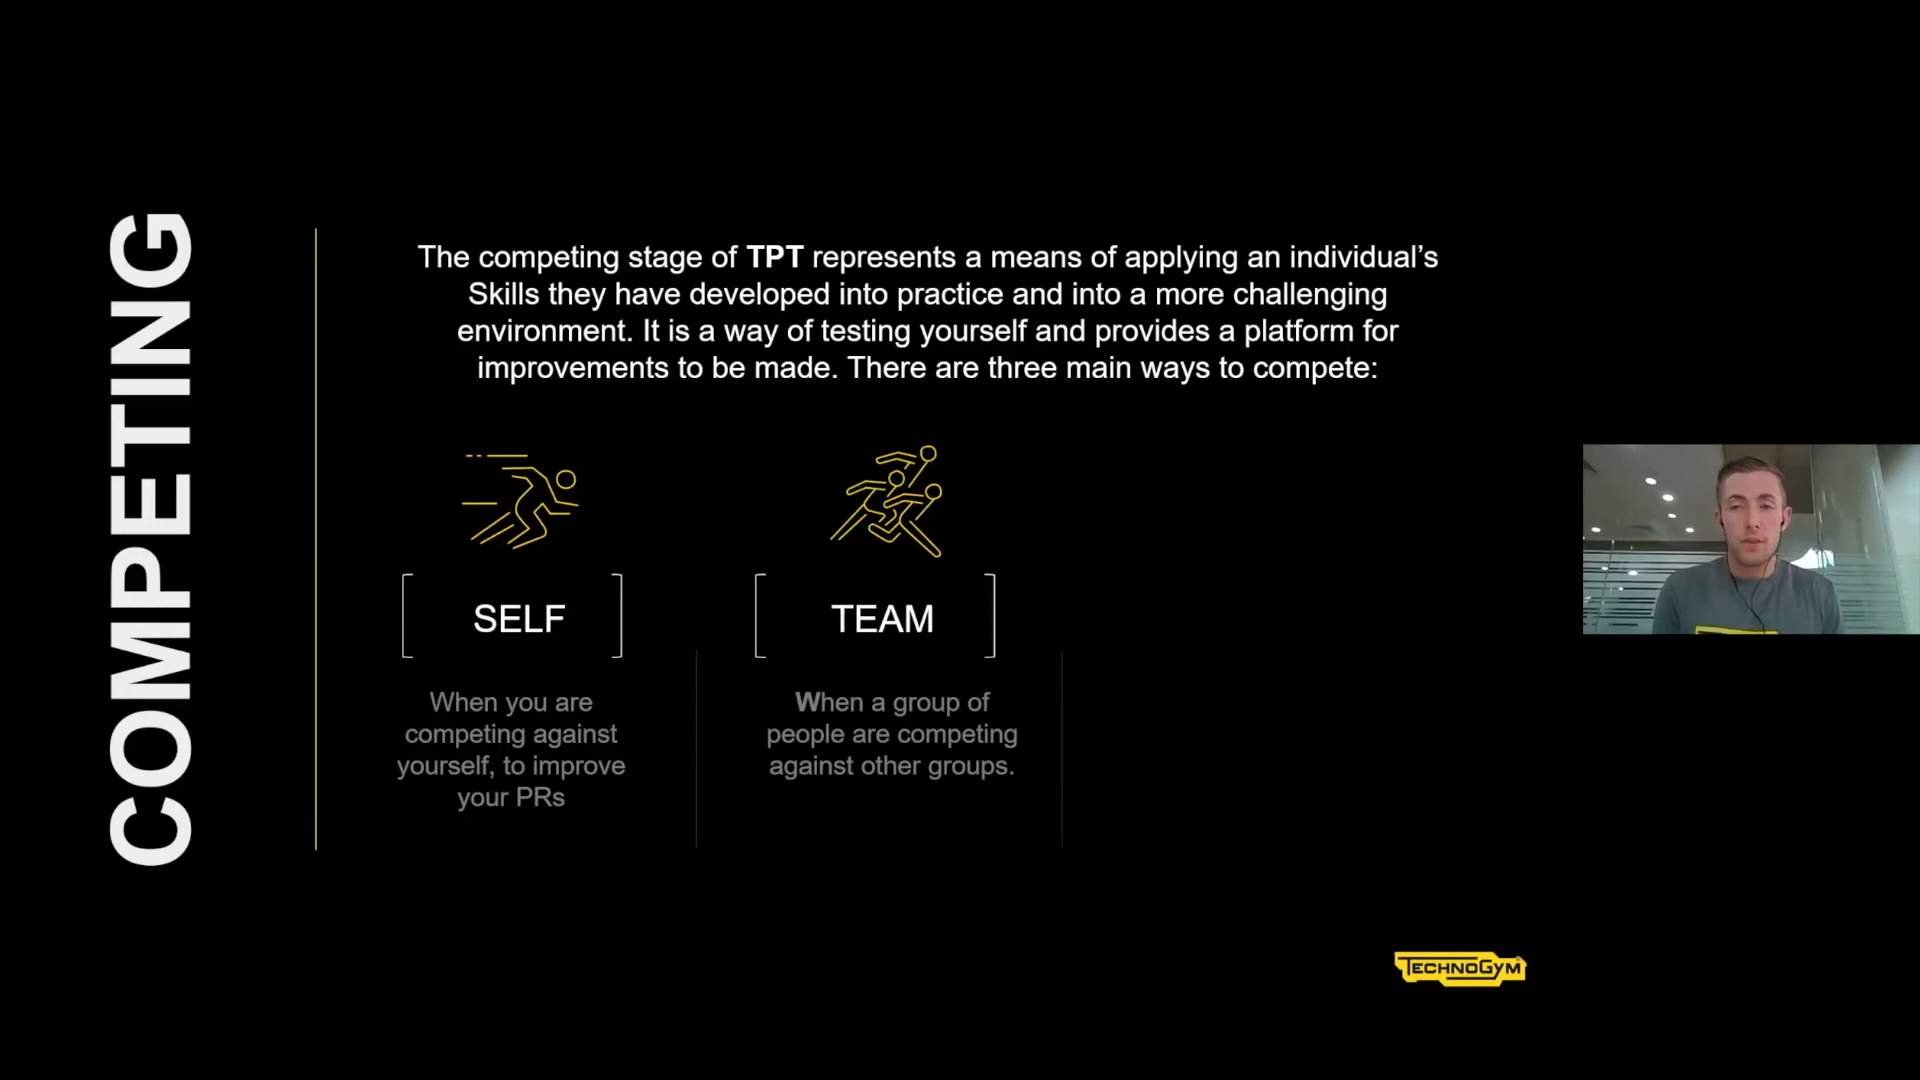 COMPETING
The competing stage of TPT represents a means of applying an individual’s
Skills they have developed into practice and into a more challenging
environment. It is a way of testing yourself and provides a platform for
improvements to be made. There are three main ways to compete:
SELF
When you are
competing against
yourself, to improve
your PRs
TEAM
When a group of
people are competing
against other groups.
TECHNOGYM